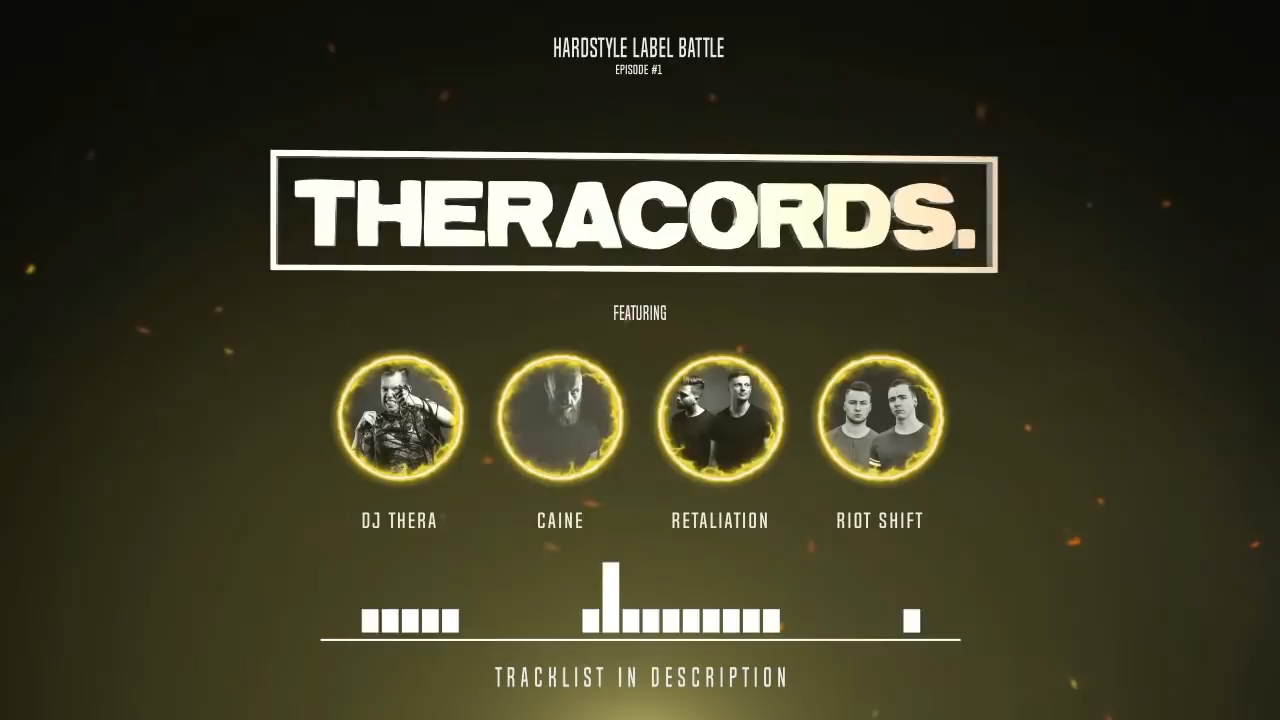 HARDSTYLE LABEL BATTLE
EPISODE #1
THERACORDS.
FEATURING
DJ THERA
CAINE
RETALIATION
RIOT SHIFT
TRACKLIST IN DESCRIPTION